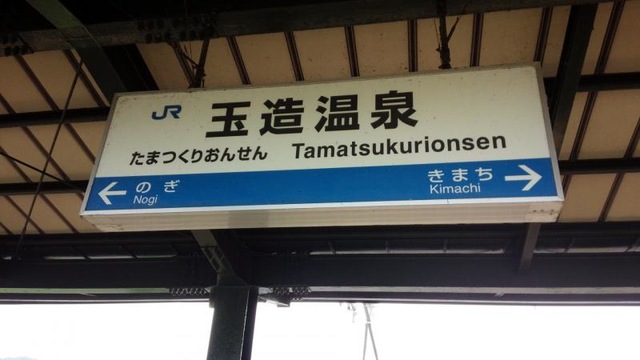 JR 玉造温泉
たまつくりおんせん Tamatsukurionsen
← のぎ きまち →
Nogi Kimachi